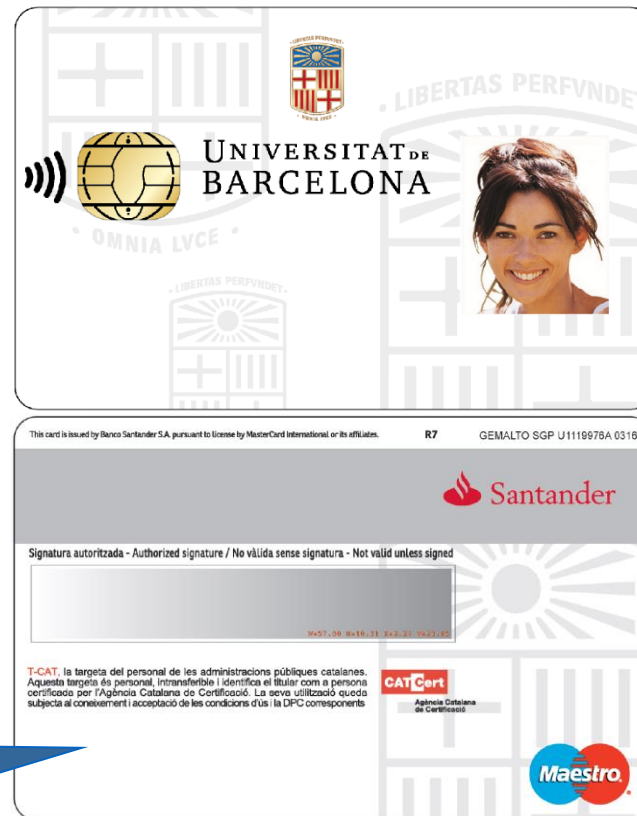 · LIBERTAS PERFVNDET ·
· OMNIA LVCE ·
UNIVERSITAT DE
BARCELONA
· LIBERTAS PERFVNDE
· OMNIA LVCE ·
· LIBERTAS PERFVNDET ·
This card is issued by Banco Santander S.A. pursuant to license by MasterCard International or its affiliates.
R7
GEMALTO SGP U1119976A 0316
Santander
Signatura autoritzada - Authorized signature / No vàlida sense signatura - Not valid unless signed
T-CAT, la targeta del personal de les administracions públiques catalanes.
Aquesta targeta és personal, intransferible i identifica el titular com a persona
certificada per l'Agència Catalana de Certificació. La seva utilització queda
subjecta al coneixement i acceptació de les condicions d'ús i la DPC corresponents
CATCert
Agència Catalana
de Certificació
Maestro